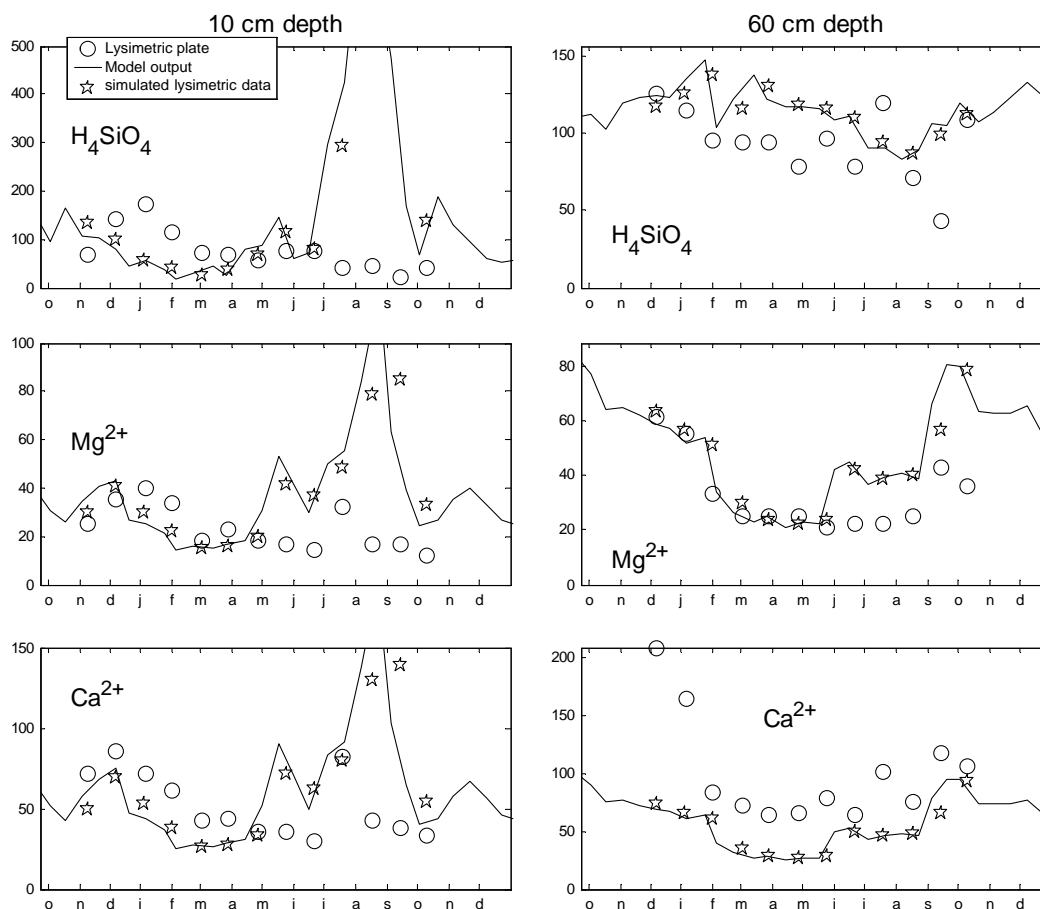 10 cm depth
60 cm depth
500
400
300
200
100
0
Lysimetric plate
Model output
simulated lysimetric data
H4SiO4
o n d j f m a m j j a s o n d
150
100
50
0
H4SiO4
o n d j f m a m j j a s o n d
100
80
60
40
20
0
Mg2+
o n d j f m a m j j a s o n d
80
60
40
20
0
Mg2+
o n d j f m a m j j a s o n d
150
100
50
0
Ca2+
o n d j f m a m j j a s o n d
200
150
100
50
0
Ca2+
o n d j f m a m j j a s o n d